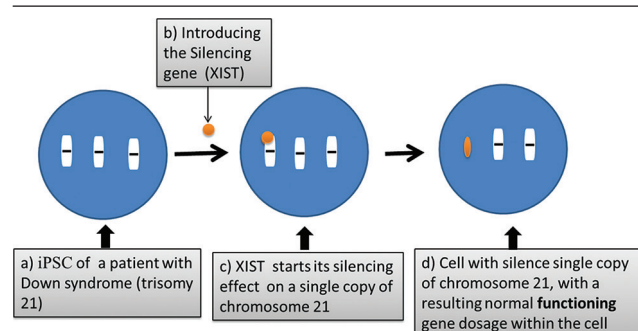 b) Introducing
the Silencing
gene (XIST)
a) iPSC of a patient with
Down syndrome (trisomy
21)
c) XIST starts its silencing
effect on a single copy of
chromosome 21
d) Cell with silence single copy
of chromosome 21, with a
resulting normal functioning
gene dosage within the cell